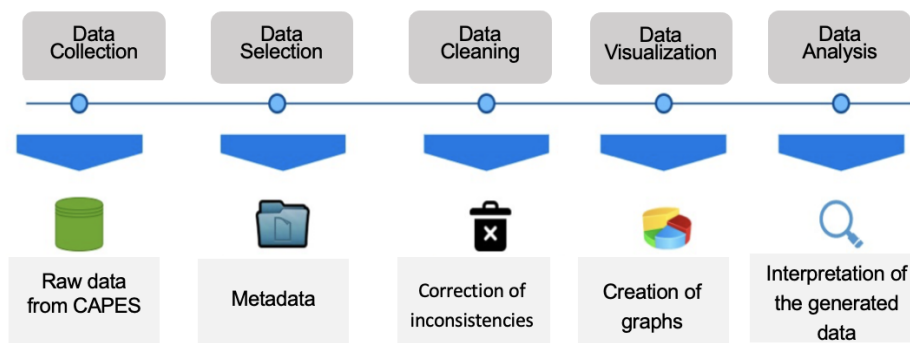 Data
Collection
Data
Selection
Data
Cleaning
Data
Visualization
Data
Analysis
Raw data
from CAPES
Metadata
Correction of
inconsistencies
Creation of
graphs
Interpretation of
the generated
data